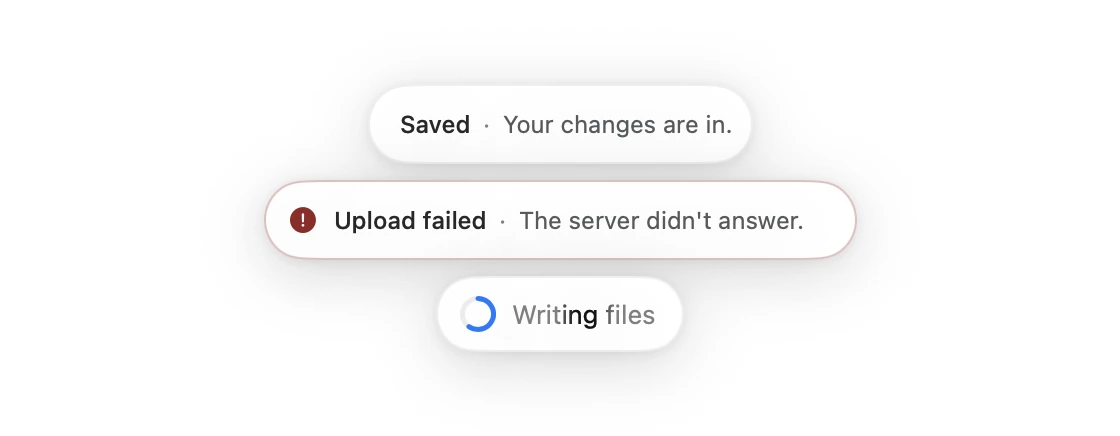 Saved · Your changes are in.
Upload failed · The server didn't answer.
Writing files